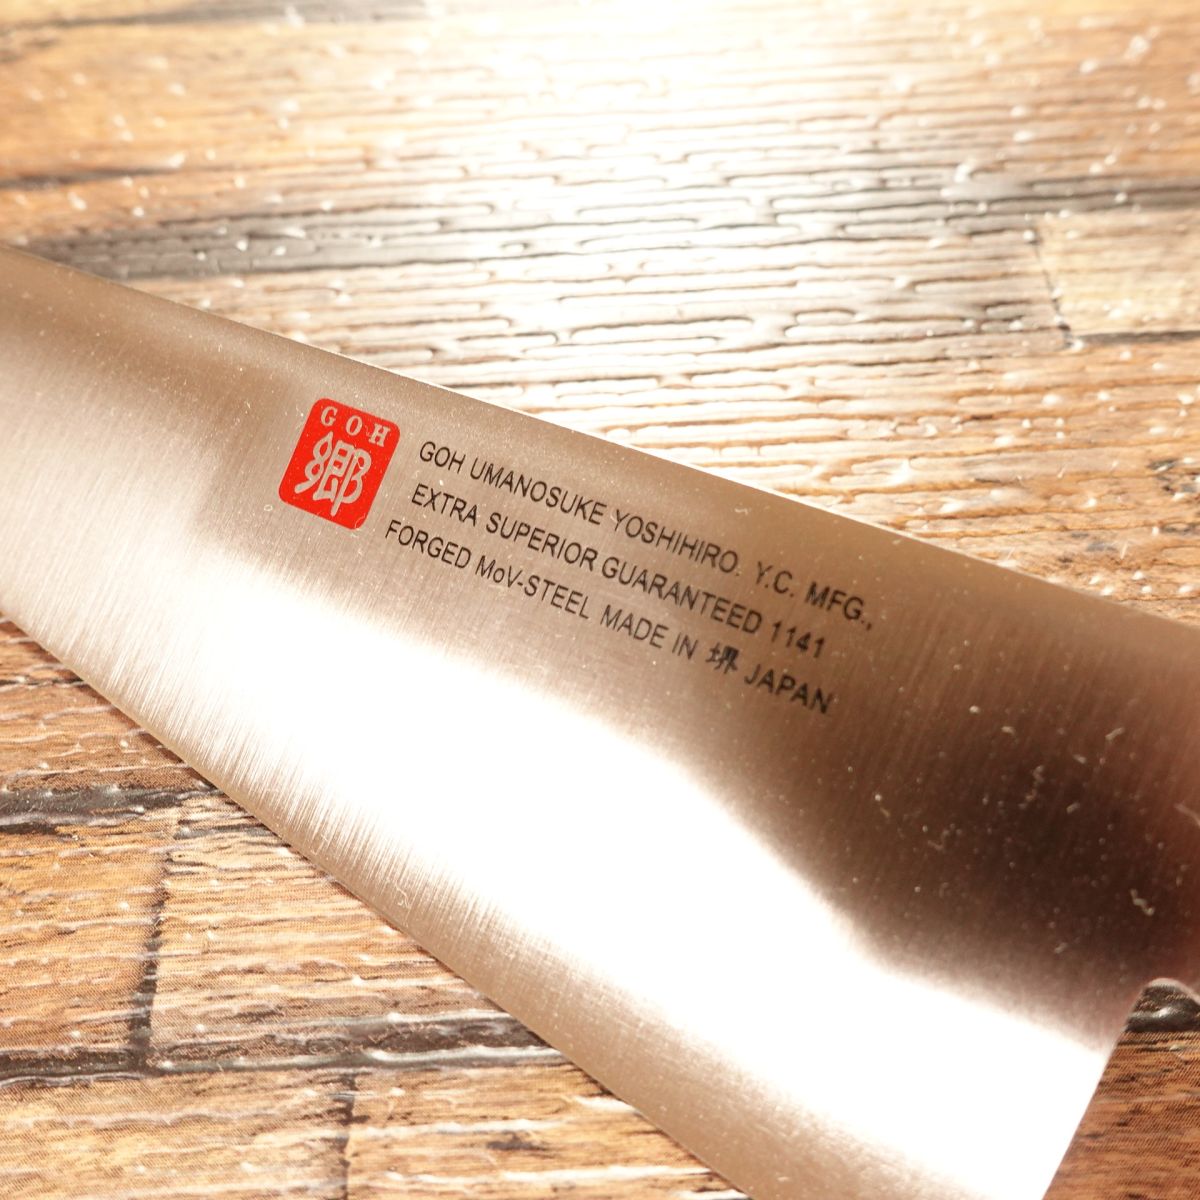 GOH
郷
GOH UMANOSUKE YOSHIHIRO. Y.C. MFG.,
EXTRA SUPERIOR GUARANTEED 1141
FORGED MoV-STEEL MADE IN 堺 JAPAN